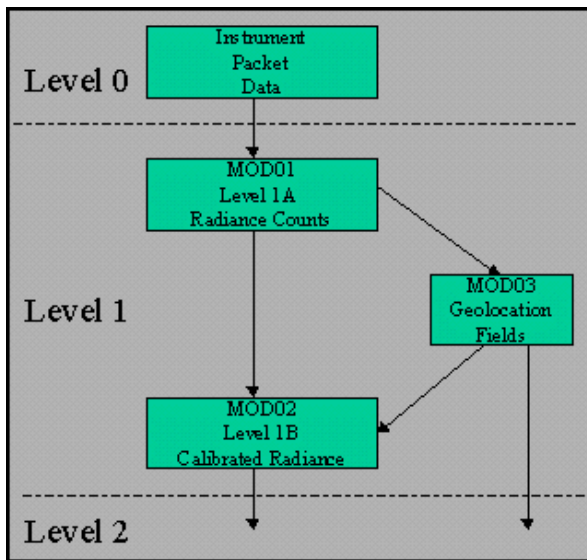 Level 0
Instrument
Packet
Data
Level 1
MOD01
Level 1A
Radiance Counts
MOD03
Geolocation
Fields
MOD02
Level 1B
Calibrated Radiance
Level 2